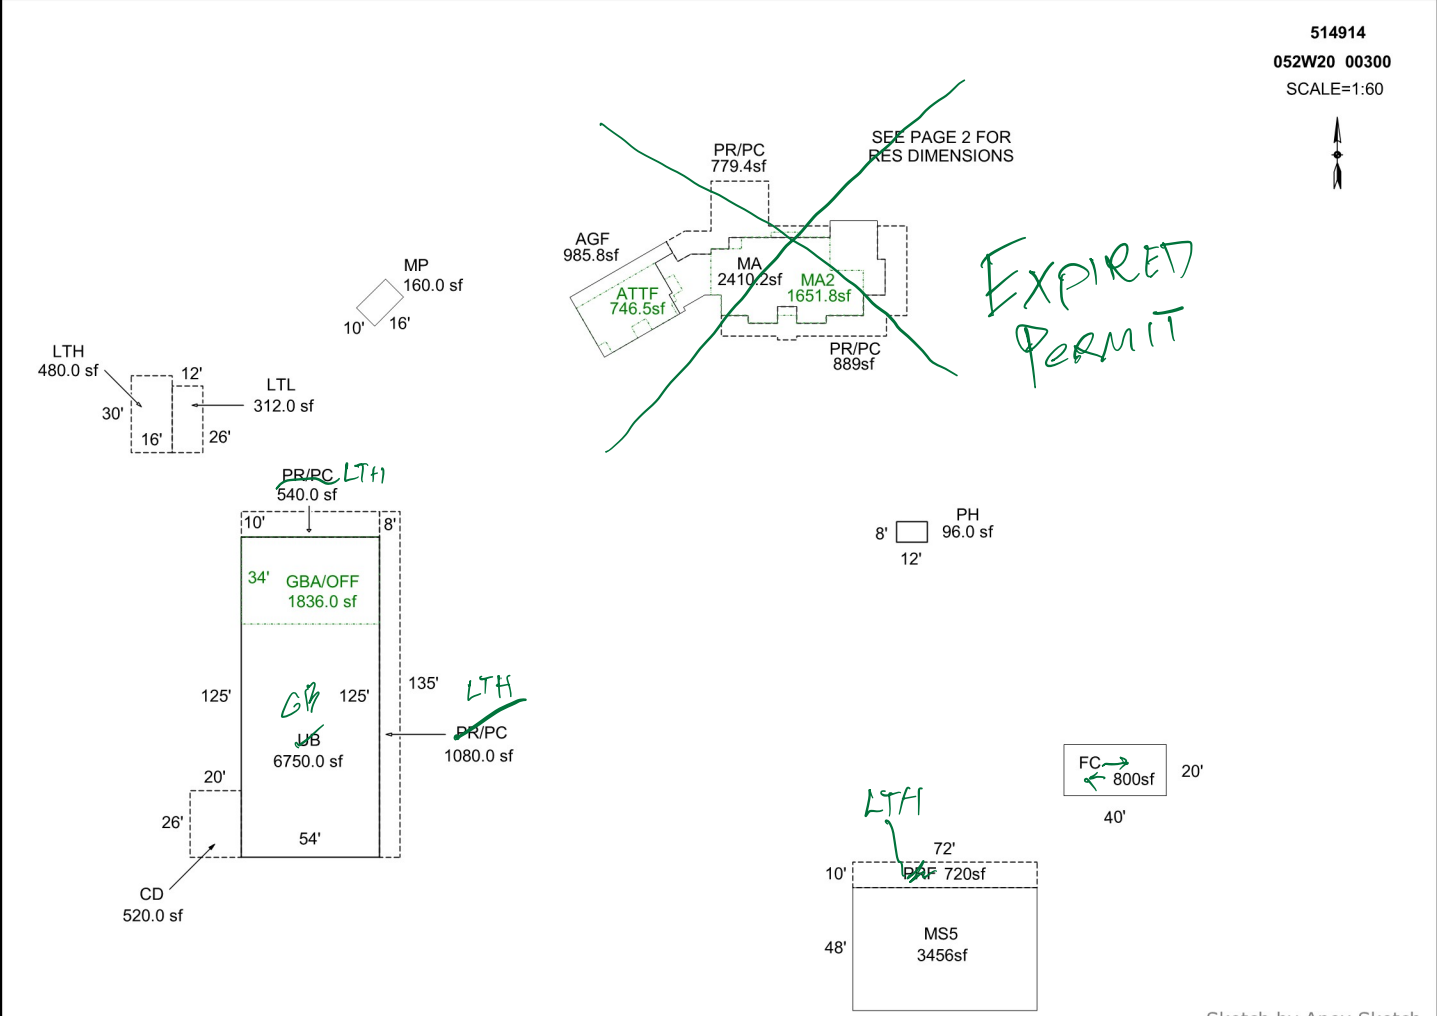 514914
052W20 00300
SCALE=1:60
SEE PAGE 2 FOR
RES DIMENSIONS
PR/PC
779.4sf
AGF
985.8sf
MA
2410.2sf
MA2
1651.8sf
ATTF
746.5sf
PR/PC
889sf
EXPIRED
PERMIT
MP
160.0 sf
10'
16'
LTH
480.0 sf
12'
LTL
312.0 sf
30'
16'
26'
PR/PC LTH
540.0 sf
10'
8'
34'
GBA/OFF
1836.0 sf
125'
GB
125'
135'
LTH
UB
6750.0 sf
PR/PC
1080.0 sf
20'
26'
54'
CD
520.0 sf
PH
96.0 sf
8'
12'
FC
800sf
20'
40'
LTH
72'
10'
PRF 720sf
48'
MS5
3456sf
Sketch by Apex Sketch